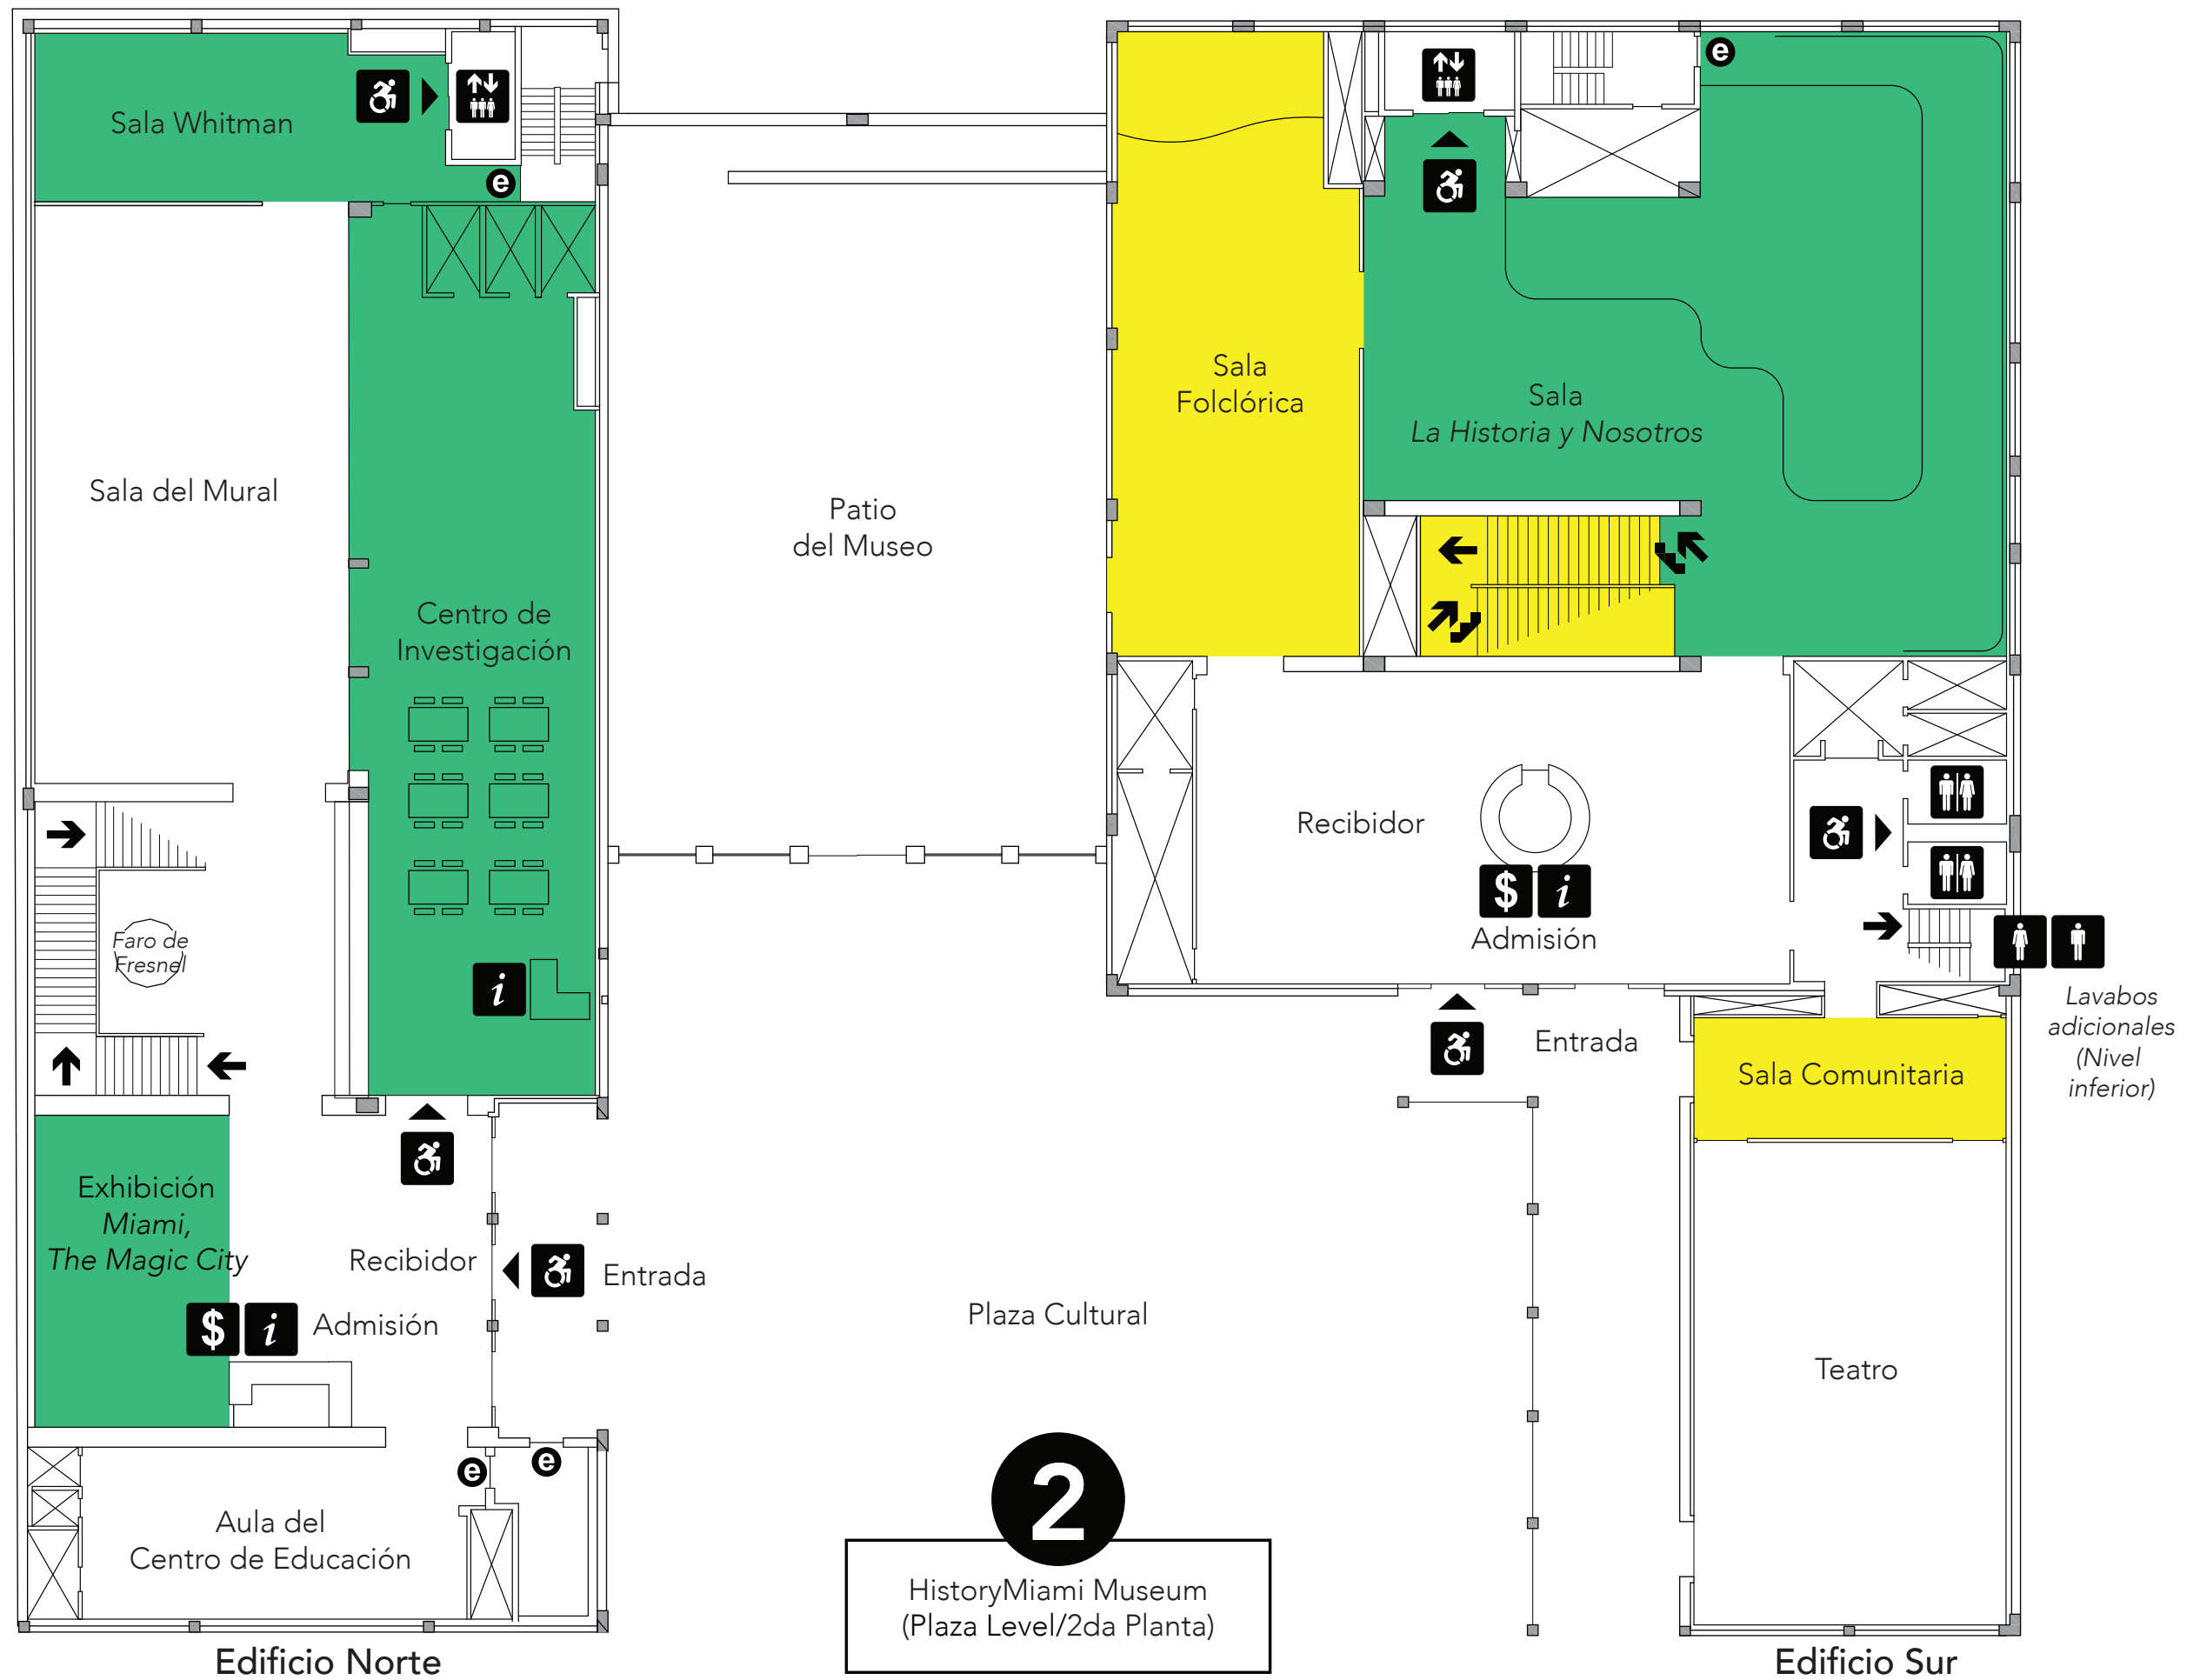 Sala Whitman
e
e
Sala del Mural
Centro de
Investigación
Faro de
Fresnel
i
Exhibición
Miami,
The Magic City
Recibidor
$ i Admisión
Entrada
e
e
Aula del
Centro de Educación
Edificio Norte
Patio
del Museo
Plaza Cultural
2
HistoryMiami Museum
(Plaza Level/2da Planta)
Sala
Folclórica
Sala
La Historia y Nosotros
Recibidor
$ i
Admisión
Entrada
Lavabos
adicionales
(Nivel
inferior)
Sala Comunitaria
Teatro
Edificio Sur